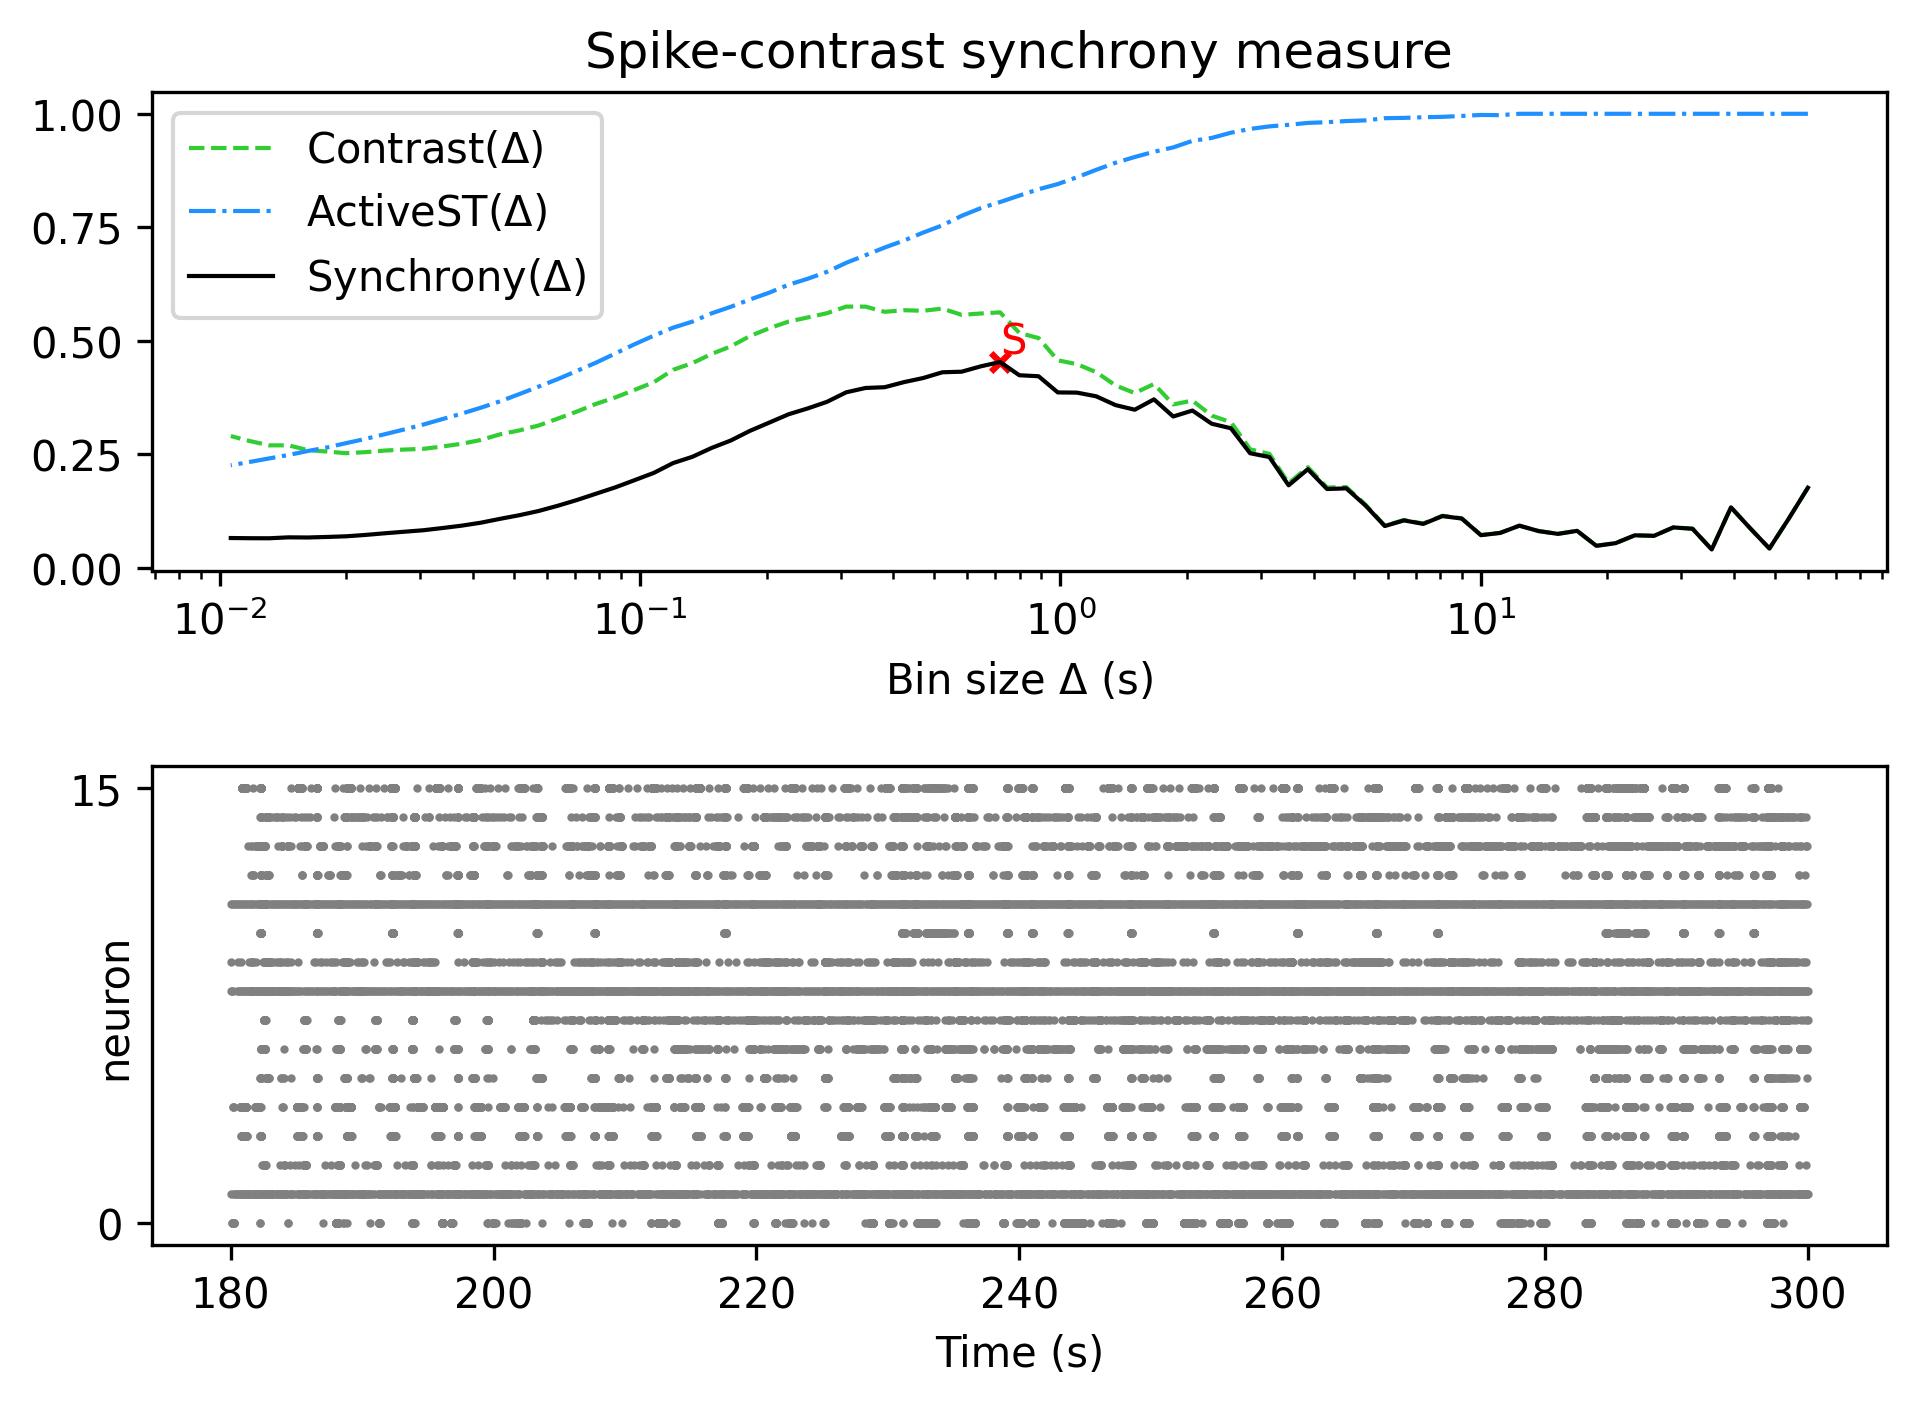 Spike-contrast synchrony measure
1.00
0.75
0.50
0.25
0.00
Contrast(Δ)
ActiveST(Δ)
Synchrony(Δ)
S
10⁻² 10⁻¹ 10⁰ 10¹
Bin size Δ (s)
15
0
neuron
180 200 220 240 260 280 300
Time (s)